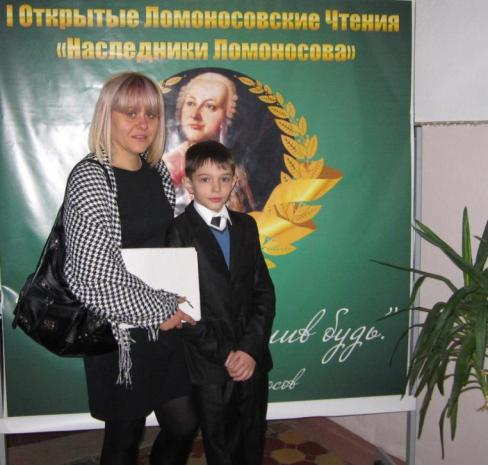 I Открытые Ломоносовские Чтения
«Наследники Ломоносова»
будь."